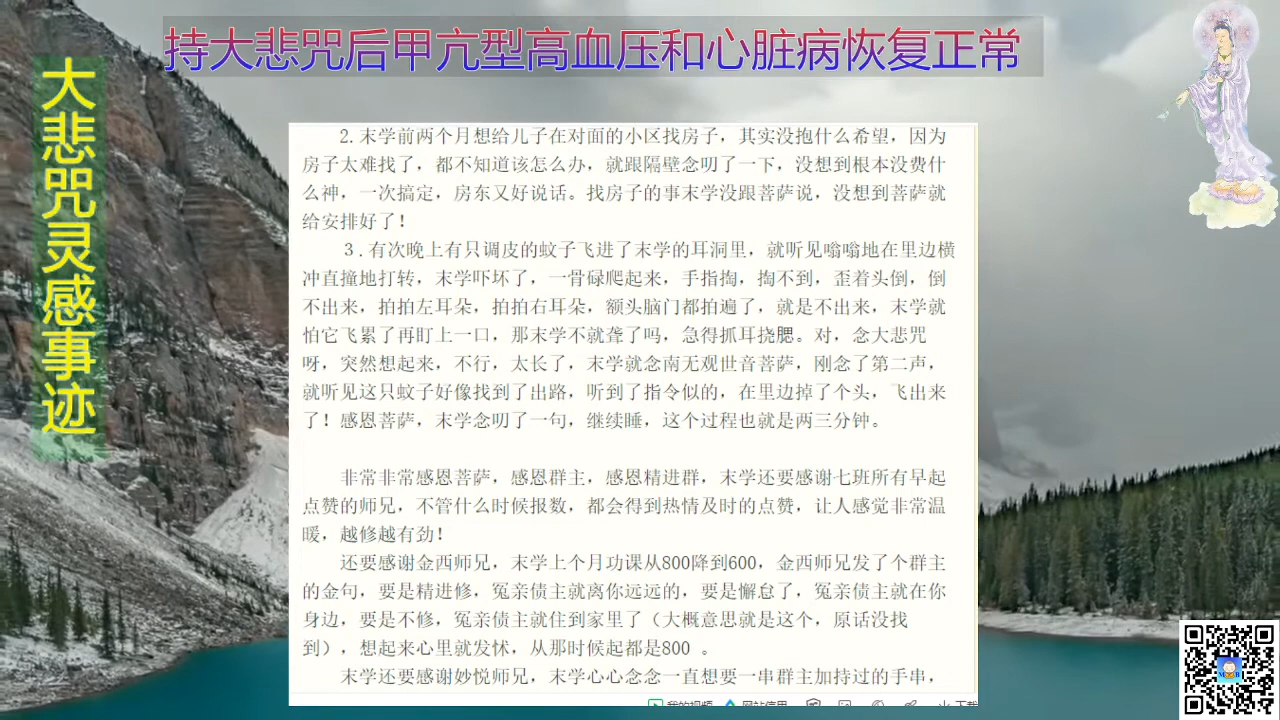 持大悲咒后甲亢型高血压和心脏病恢复正常
大悲咒灵感事迹
2.末学前两个月想给儿子在对面的小区找房子，其实没抱什么希望，因为
房子太难找了，都不知道该怎么办，就跟隔壁念叨了一下，没想到根本没费什
么神，一次搞定，房东又好说话。找房子的事末学没跟菩萨说，没想到菩萨就
给安排好了！
３.有次晚上有只调皮的蚊子飞进了末学的耳洞里，就听见嗡嗡地在里边横
冲直撞地打转，末学吓坏了，一骨碌爬起来，手指掏，掏不到，歪着头倒，倒
不出来，拍拍左耳朵，拍拍右耳朵，额头脑门都拍遍了，就是不出来，末学就
怕它飞累了再盯上一口，那末学不就聋了吗，急得抓耳挠腮。对，念大悲咒
呀，突然想起来，不行，太长了，末学就念南无观世音菩萨，刚念了第二声，
就听见这只蚊子好像找到了出路，听到了指令似的，在里边掉了个头，飞出来
了！感恩菩萨，末学念叨了一句，继续睡，这个过程也就是两三分钟。
非常非常感恩菩萨，感恩群主，感恩精进群，末学还要感谢七班所有早起
点赞的师兄，不管什么时候报数，都会得到热情及时的点赞，让人感觉非常温
暖，越修越有劲！
还要感谢金西师兄，末学上个月功课从800降到600，金西师兄发了个群主
的金句，要是精进修，冤亲债主就离你远远的，要是懈怠了，冤亲债主就在你
身边，要是不修，冤亲债主就住到家里了（大概意思就是这个，原话没找
到），想起来心里就发怵，从那时候起都是800 。
末学还要感谢妙悦师兄，末学心心念念一直想要一串群主加持过的手串，
我的视频 网站信用 下载